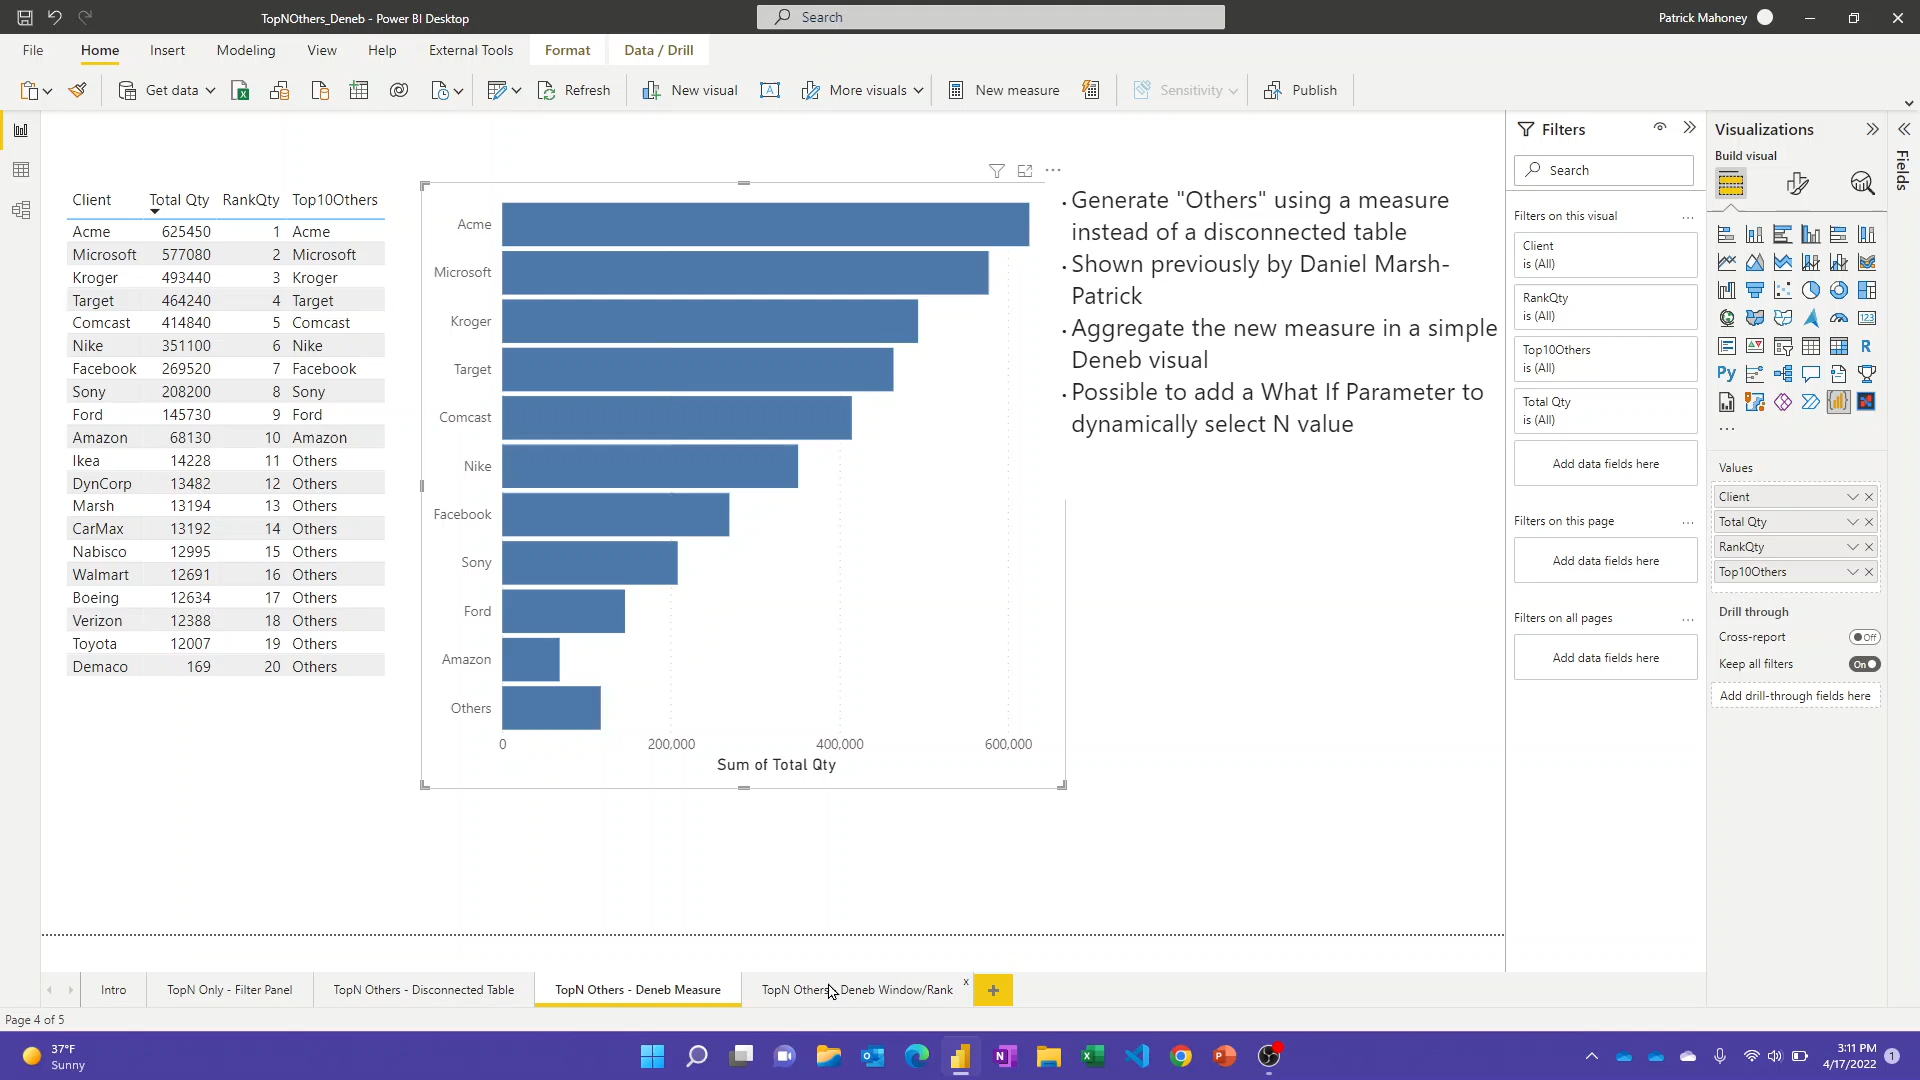 TopNOthers_Deneb - Power BI Desktop
Search
Patrick Mahoney
File
Home
Insert
Modeling
View
Help
External Tools
Format
Data / Drill
Get data
Refresh
New visual
More visuals
New measure
Sensitivity
Publish
Client Total Qty RankQty Top10Others
Acme 625450 1 Acme
Microsoft 577080 2 Microsoft
Kroger 493440 3 Kroger
Target 464240 4 Target
Comcast 414840 5 Comcast
Nike 351100 6 Nike
Facebook 269520 7 Facebook
Sony 208200 8 Sony
Ford 145730 9 Ford
Amazon 68130 10 Amazon
Ikea 14228 11 Others
DynCorp 13482 12 Others
Marsh 13194 13 Others
CarMax 13192 14 Others
Nabisco 12995 15 Others
Walmart 12691 16 Others
Boeing 12634 17 Others
Verizon 12388 18 Others
Toyota 12007 19 Others
Demaco 169 20 Others
Acme
Microsoft
Kroger
Target
Comcast
Nike
Facebook
Sony
Ford
Amazon
Others
0 200,000 400,000 600,000
Sum of Total Qty
• Generate "Others" using a measure
instead of a disconnected table
• Shown previously by Daniel Marsh-
Patrick
• Aggregate the new measure in a simple
Deneb visual
• Possible to add a What If Parameter to
dynamically select N value
Filters
Search
Filters on this visual ...
Client
is (All)
RankQty
is (All)
Top10Others
is (All)
Total Qty
is (All)
Add data fields here
Filters on this page ...
Add data fields here
Filters on all pages ...
Add data fields here
Visualizations
Build visual
123
R
Py
...
Values
Client
Total Qty
RankQty
Top10Others
Drill through
Cross-report Off
Keep all filters On
Add drill-through fields here
Fields
Intro
TopN Only - Filter Panel
TopN Others - Disconnected Table
TopN Others - Deneb Measure
TopN Others Deneb Window/Rank
x
+
Page 4 of 5
37°F
Sunny
3:11 PM
4/17/2022
1